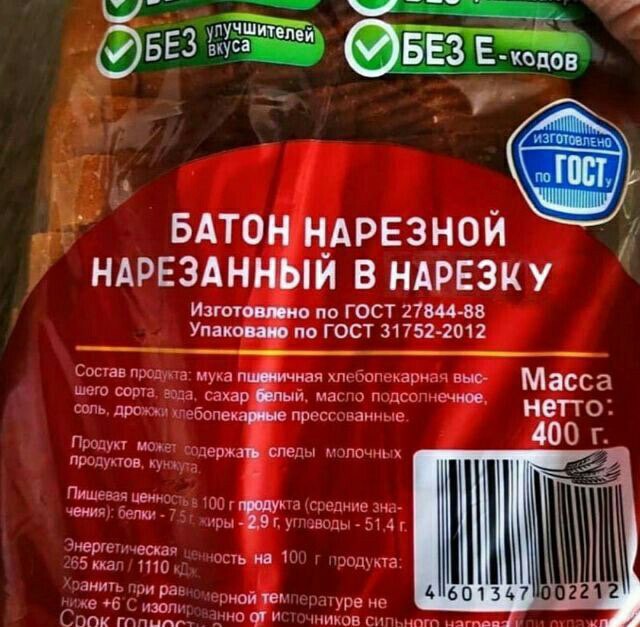 БЕЗ улучшителей вкуса
БЕЗ Е-кодов
ИЗГОТОВЛЕНО
по ГОСТу
БАТОН НАРЕЗНОЙ
НАРЕЗАННЫЙ В НАРЕЗКУ
Изготовлено по ГОСТ 27844-88
Упаковано по ГОСТ 31752-2012
Состав продукта: мука пшеничная хлебопекарная выс-
шего сорта, вода, сахар белый, масло подсолнечное,
соль, дрожжи хлебопекарные прессованные.
Масса
нетто:
400 г.
Продукт может содержать следы молочных
продуктов, кунжута.
Пищевая ценность в 100 г продукта (средние зна-
чения): белки - 7,5 г, жиры - 2,9 г, углеводы - 51,4 г.
Энергетическая ценность на 100 г продукта:
265 ккал / 1110 кДж.
Хранить при равномерной температуре не
ниже +6°С изолированно от источников сильного нагрева или
Срок
4 601347 002212